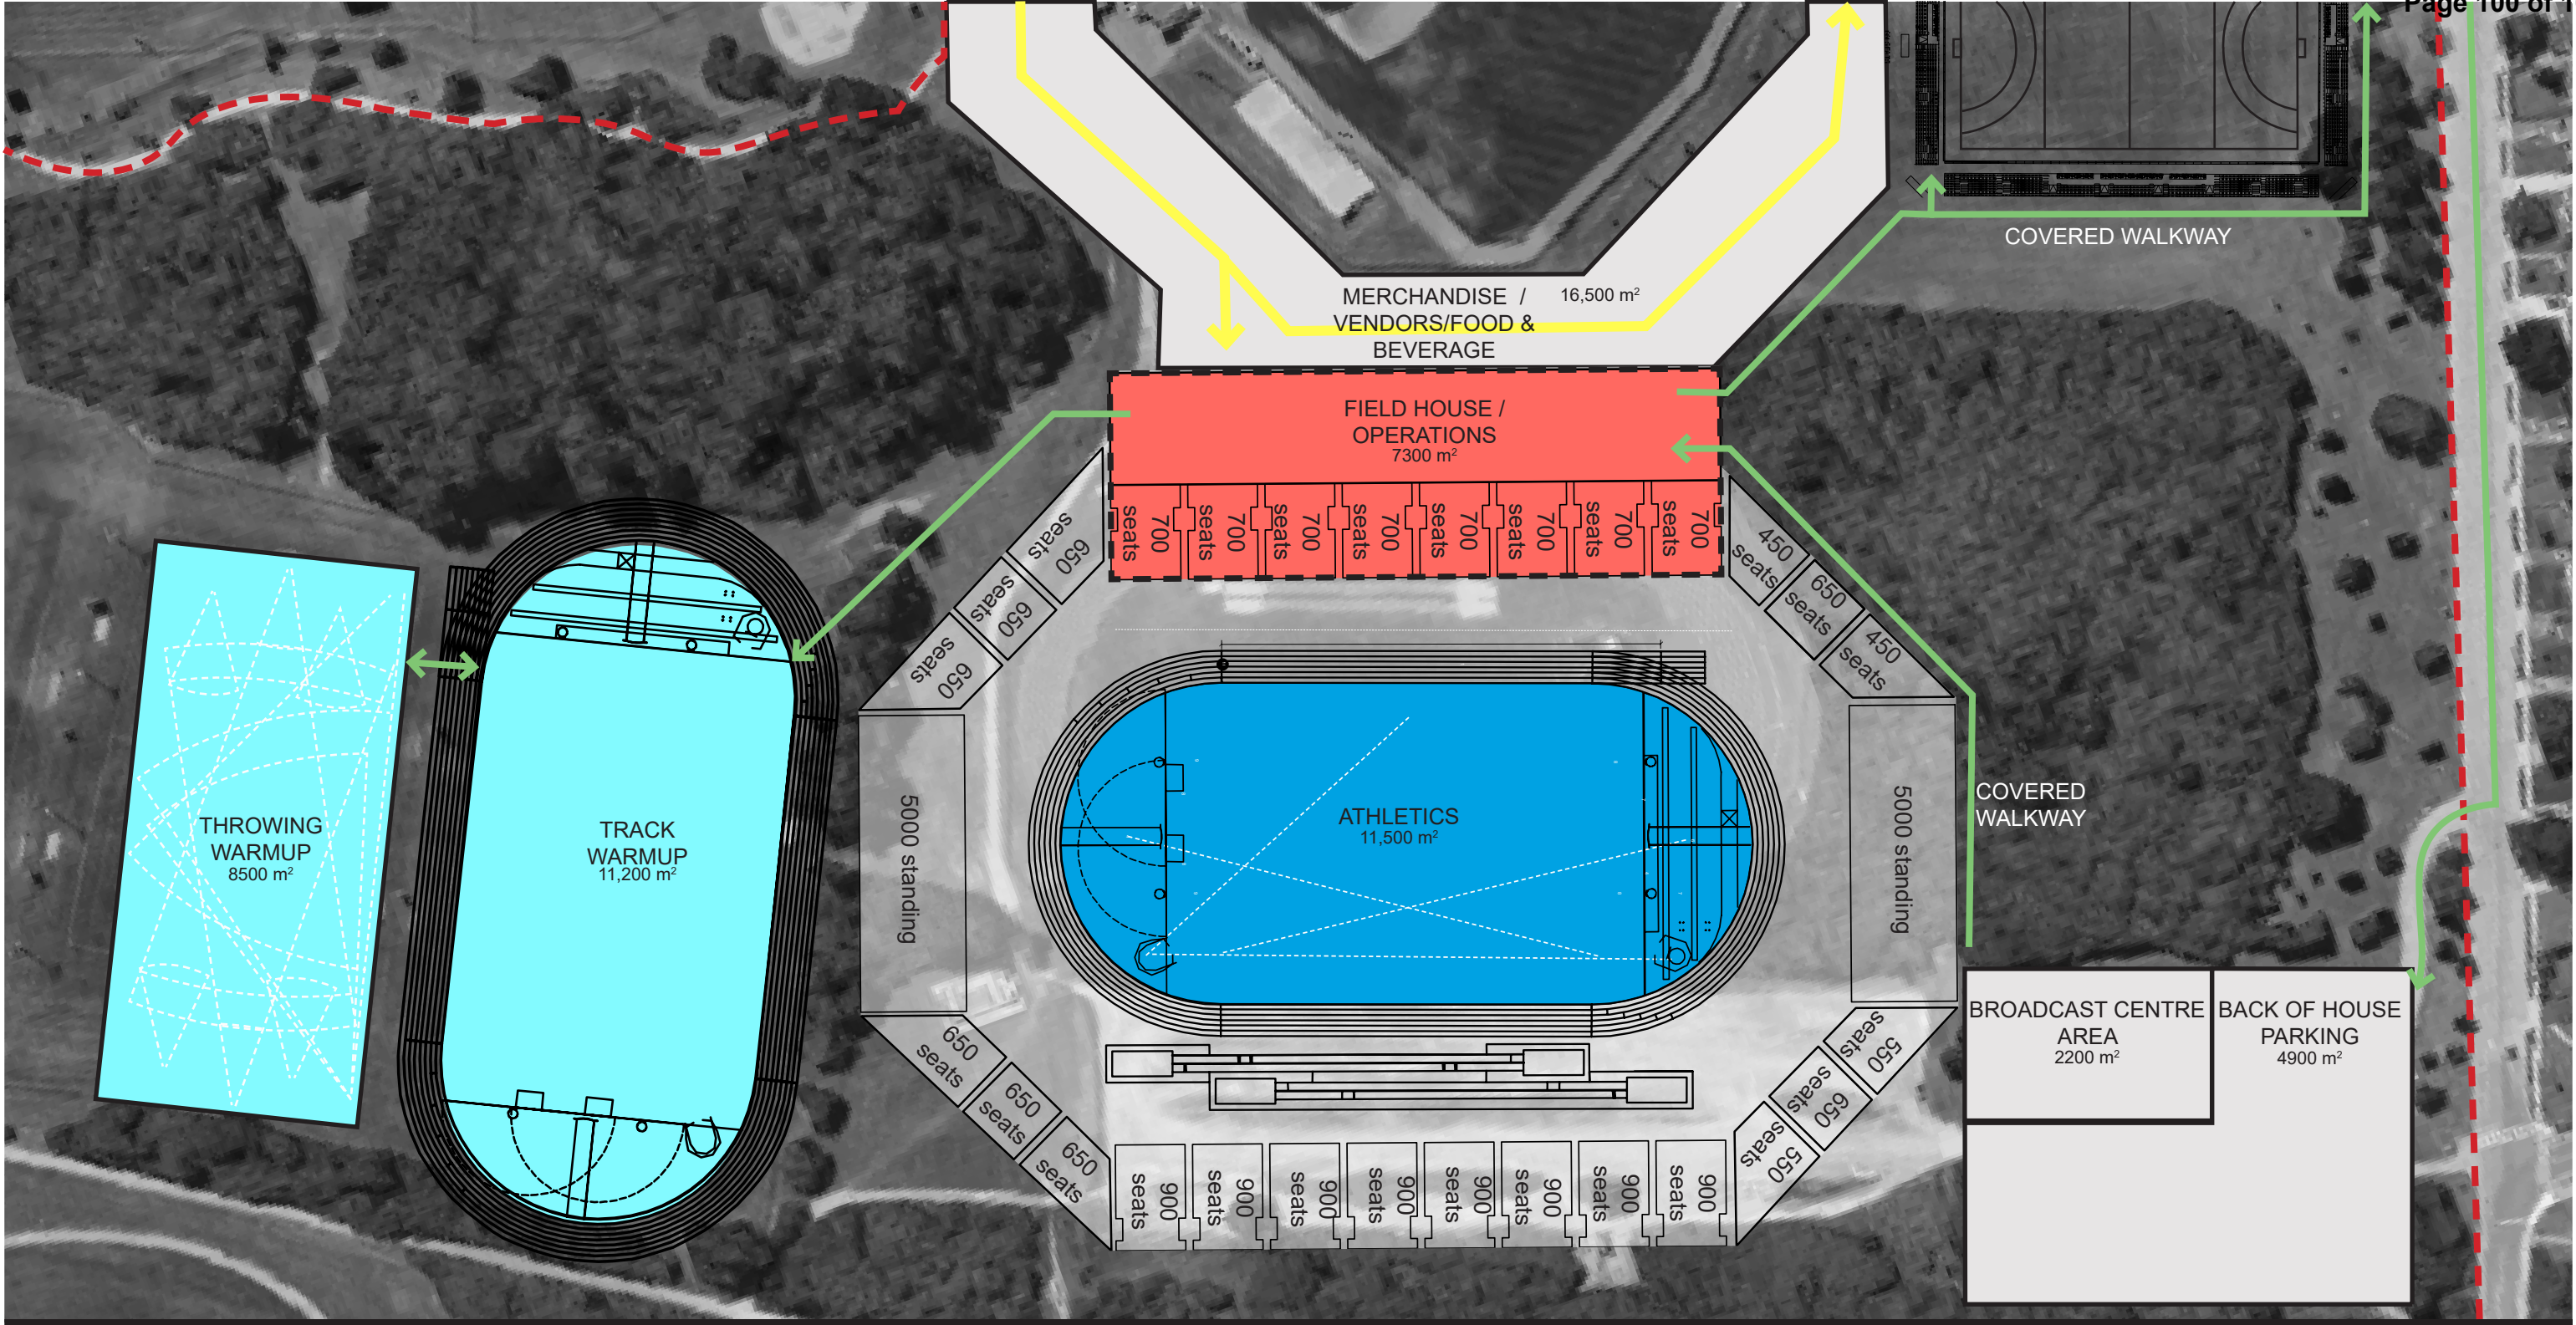 Page 100 of 1
COVERED WALKWAY
MERCHANDISE /
VENDORS/FOOD &
BEVERAGE
16,500 m²
FIELD HOUSE /
OPERATIONS
7300 m²
700
seats
700
seats
700
seats
700
seats
700
seats
700
seats
700
seats
700
seats
650
seats
650
seats
650
seats
450
seats
650
seats
450
seats
THROWING
WARMUP
8500 m²
TRACK
WARMUP
11,200 m²
5000 standing
ATHLETICS
11,500 m²
5000 standing
COVERED
WALKWAY
BROADCAST CENTRE
AREA
2200 m²
BACK OF HOUSE
PARKING
4900 m²
650
seats
650
seats
650
seats
550
seats
650
seats
550
seats
900
seats
900
seats
900
seats
900
seats
900
seats
900
seats
900
seats
900
seats